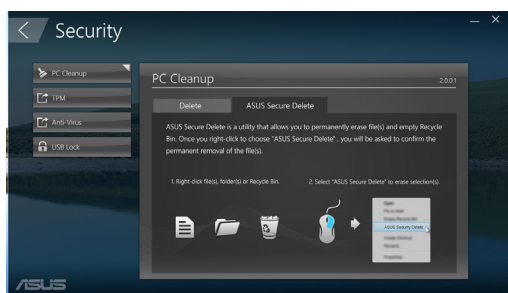 Security
PC Cleanup
TPM
Anti-Virus
USB Lock
PC Cleanup
2.0.0.1
Delete
ASUS Secure Delete
ASUS Secure Delete is a utility that allows you to permanently erase file(s) and empty Recycle
Bin. Once you right-click to choose "ASUS Secure Delete" , you will be asked to confirm the
permanent removal of the file(s).
1. Right-click file(s), folder(s) or Recycle Bin.
2. Select "ASUS Secure Delete" to erase selection(s).
ASUS Security Delete
ASUS